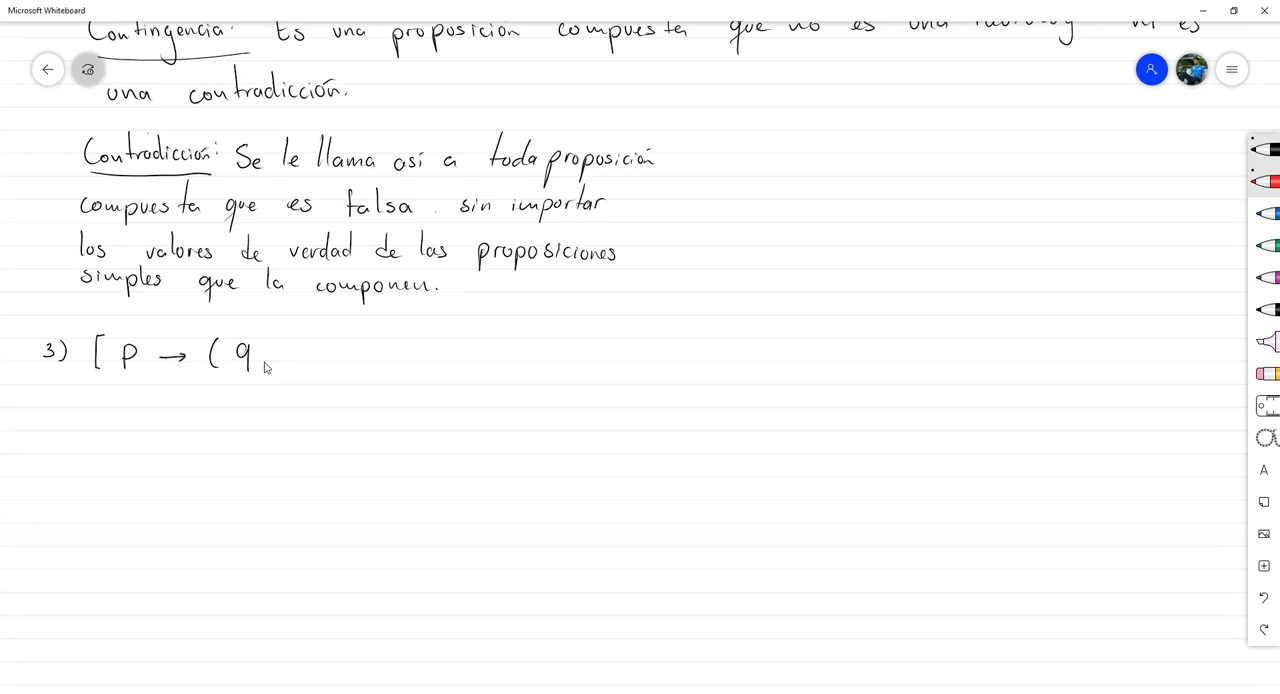 Microsoft Whiteboard
Contingencia: Es una proposición compuesta que no es una ni es
una contradicción.
Contradicción: Se le llama así a toda proposición
compuesta que es falsa sin importar
los valores de verdad de las proposiciones
simples que la componen.
3) [ p → ( q
A